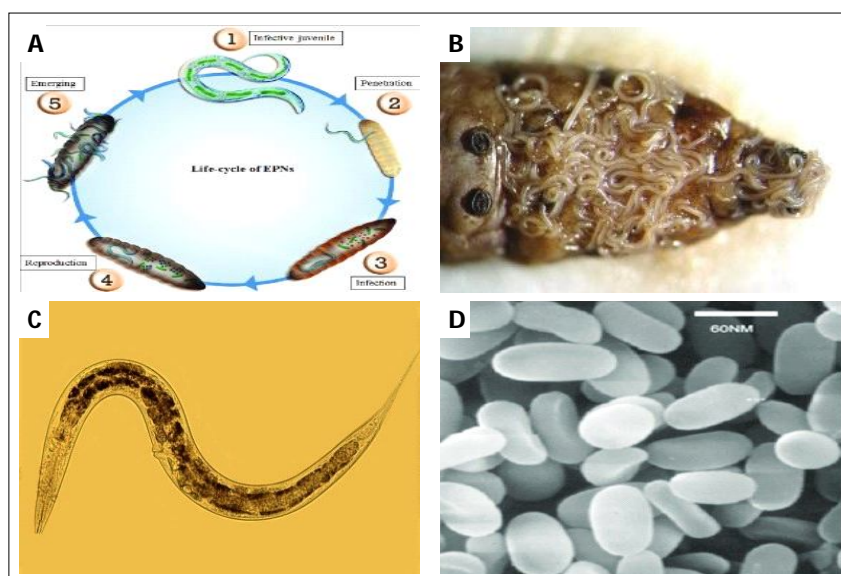 A
1
Infective juvenile
Emerging
5
Penetration
2
Life-cycle of EPNs
Reproduction
4
3
Infection
B
C
D
60NM